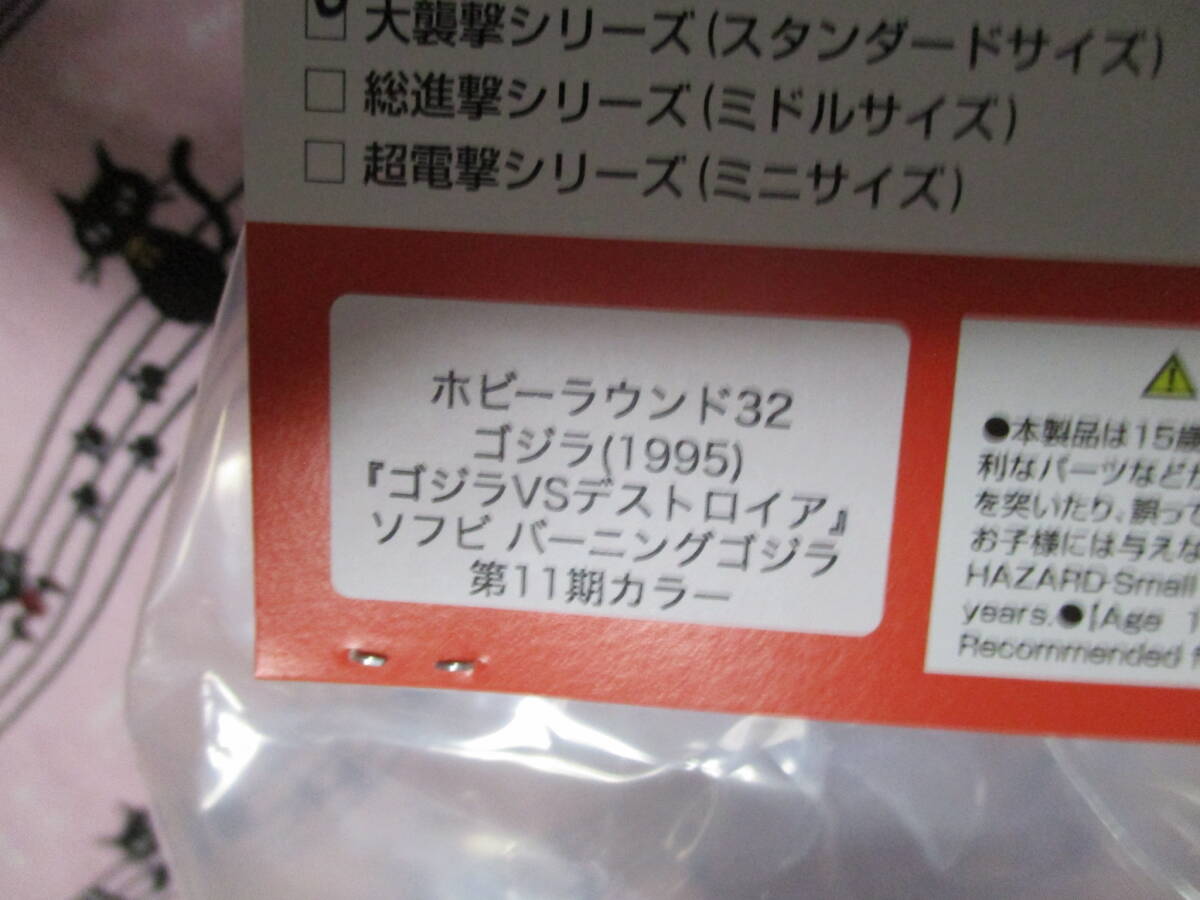 大襲撃シリーズ(スタンダードサイズ)
総進撃シリーズ(ミドルサイズ)
超電撃シリーズ(ミニサイズ)
ホビーラウンド32
ゴジラ(1995)
『ゴジラVSデストロイア』
ソフビ バーニングゴジラ
第11期カラー
●本製品は15歳
利なパーツなどが
を突いたり、誤って
お子様には与えな
HAZARD-Small
years.●【Age 1
Recommended f